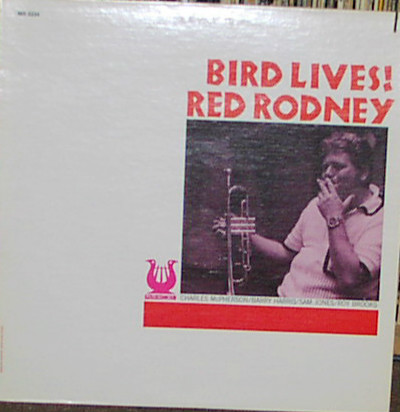 BIRD LIVES!
RED RODNEY
CHARLES McPHERSON/BARRY HARRIS/SAM JONES/ROY BROOKS